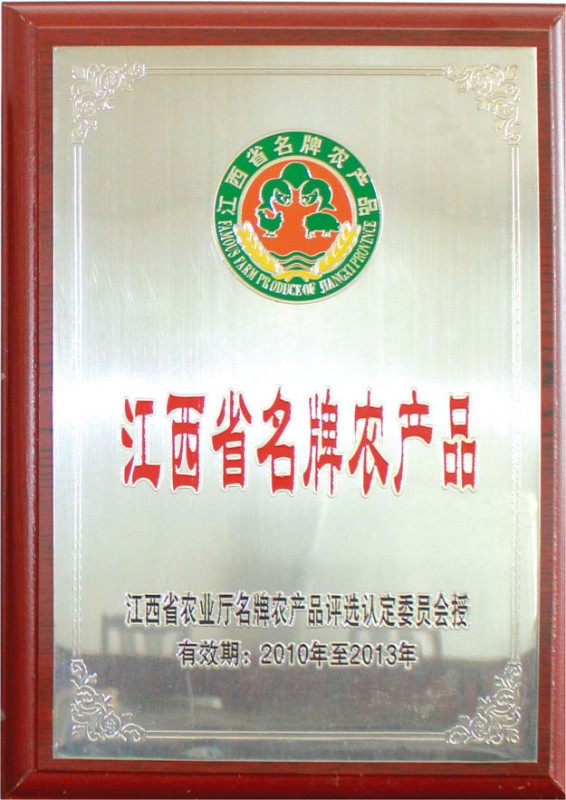 江西省名牌农产品
FAMOUS FARM PRODUCE OF JIANGXI PROVINCE
江西省名牌农产品
江西省农业厅名牌农产品评选认定委员会授
有效期：2010年至2013年